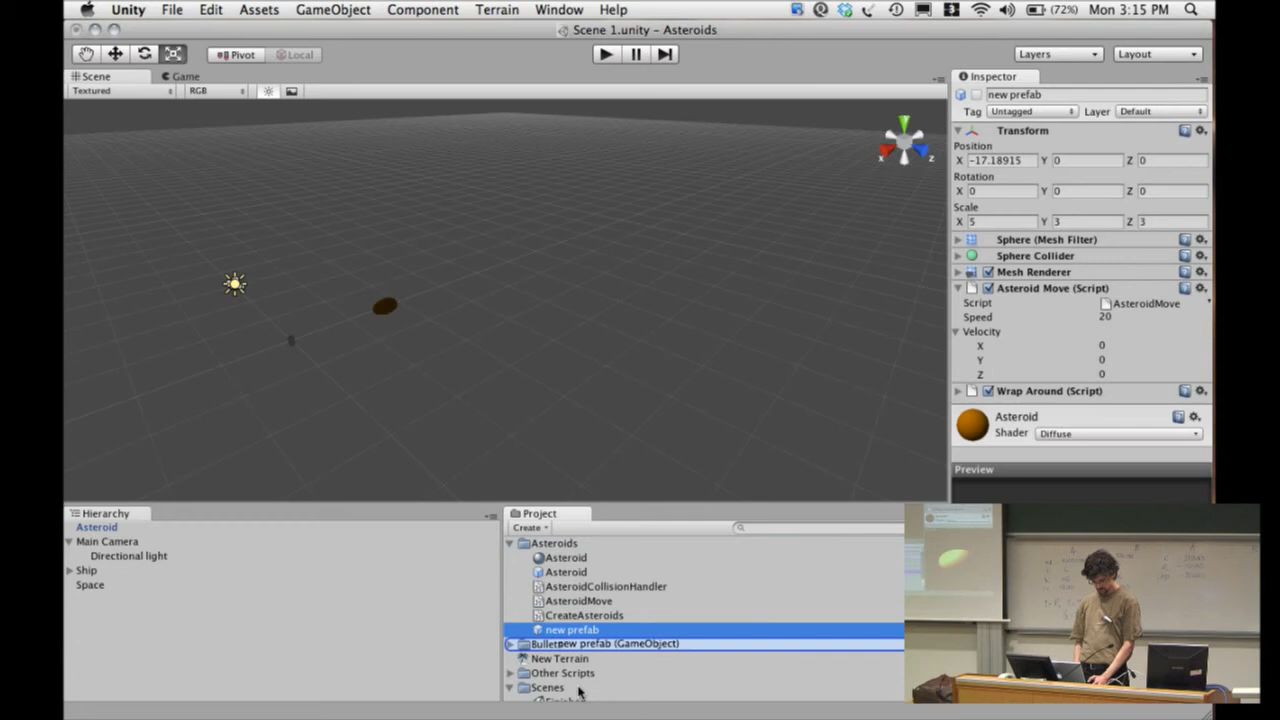 Unity File Edit Assets GameObject Component Terrain Window Help (72%) Mon 3:15 PM
Scene 1.unity – Asteroids
Pivot Local Layers Layout
Scene Game Inspector
Textured RGB
new prefab
Tag Untagged Layer Default
Transform
Position
X -17.18915 Y 0 Z 0
Rotation
X 0 Y 0 Z 0
Scale
X 5 Y 3 Z 3
Sphere (Mesh Filter)
Sphere Collider
Mesh Renderer
Asteroid Move (Script)
Script AsteroidMove
Speed 20
Velocity
X 0
Y 0
Z 0
Wrap Around (Script)
Asteroid
Shader Diffuse
Preview
x z
Hierarchy
Asteroid
Main Camera
Directional light
Ship
Space
Project
Create
Asteroids
Asteroid
Asteroid
AsteroidCollisionHandler
AsteroidMove
CreateAsteroids
new prefab
new prefab (GameObject)
New Terrain
Other Scripts
Scenes